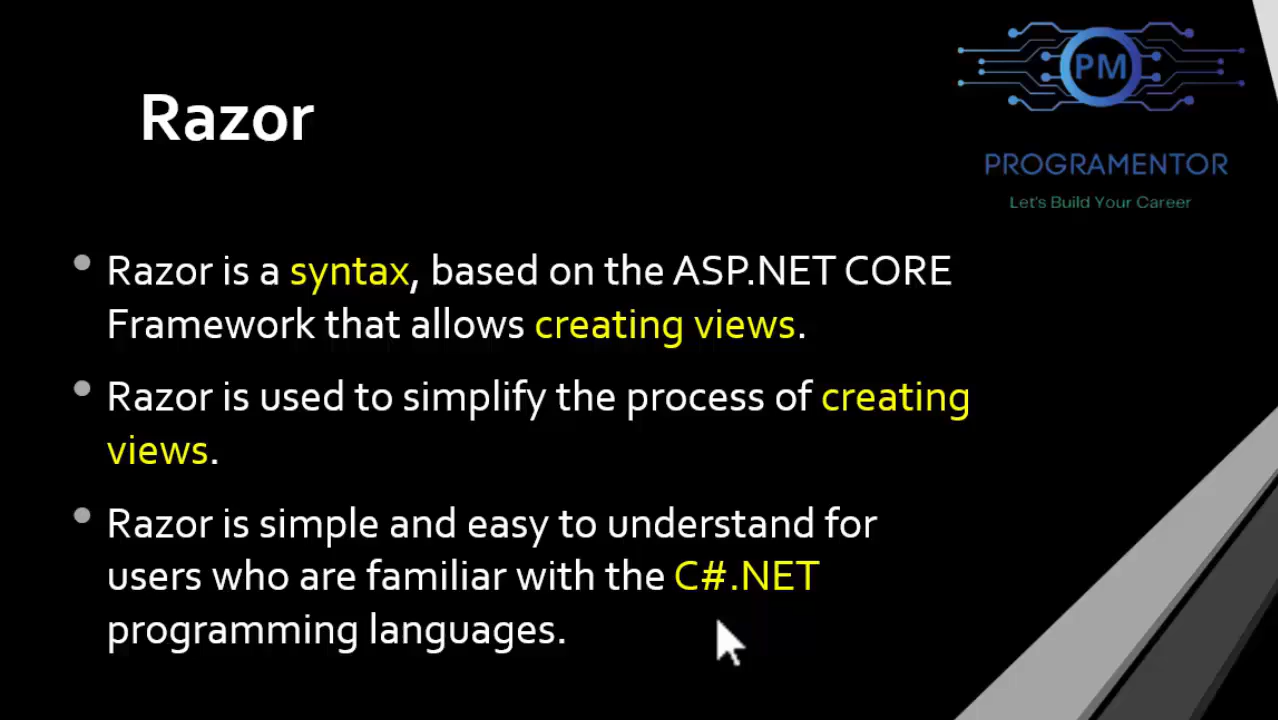 PM
PROGRAMENTOR
Let's Build Your Career
Razor
Razor is a syntax, based on the ASP.NET CORE
Framework that allows creating views.
Razor is used to simplify the process of creating
views.
Razor is simple and easy to understand for
users who are familiar with the C#.NET
programming languages.